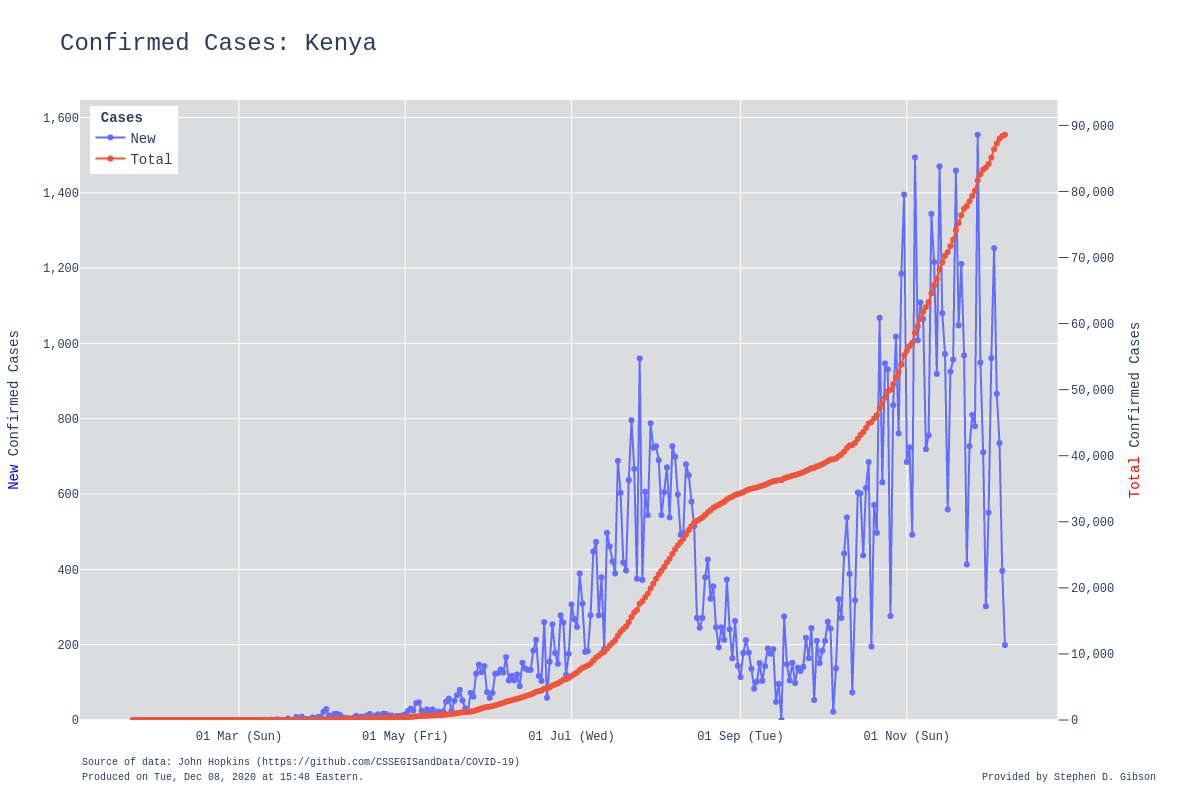 Confirmed Cases: Kenya
Cases
New
Total
1,600
1,400
1,200
1,000
800
600
400
200
0
New Confirmed Cases
90,000
80,000
70,000
60,000
50,000
40,000
30,000
20,000
10,000
0
Total Confirmed Cases
01 Mar (Sun)
01 May (Fri)
01 Jul (Wed)
01 Sep (Tue)
01 Nov (Sun)
Source of data: John Hopkins (https://github.com/CSSEGISandData/COVID-19)
Produced on Tue, Dec 08, 2020 at 15:48 Eastern.
Provided by Stephen D. Gibson